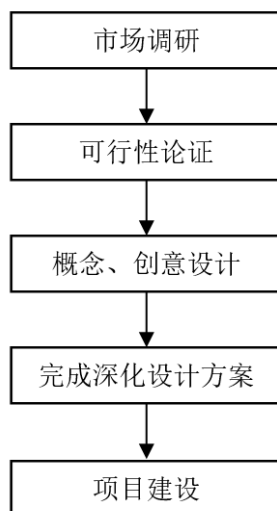 市场调研
可行性论证
概念、创意设计
完成深化设计方案
项目建设